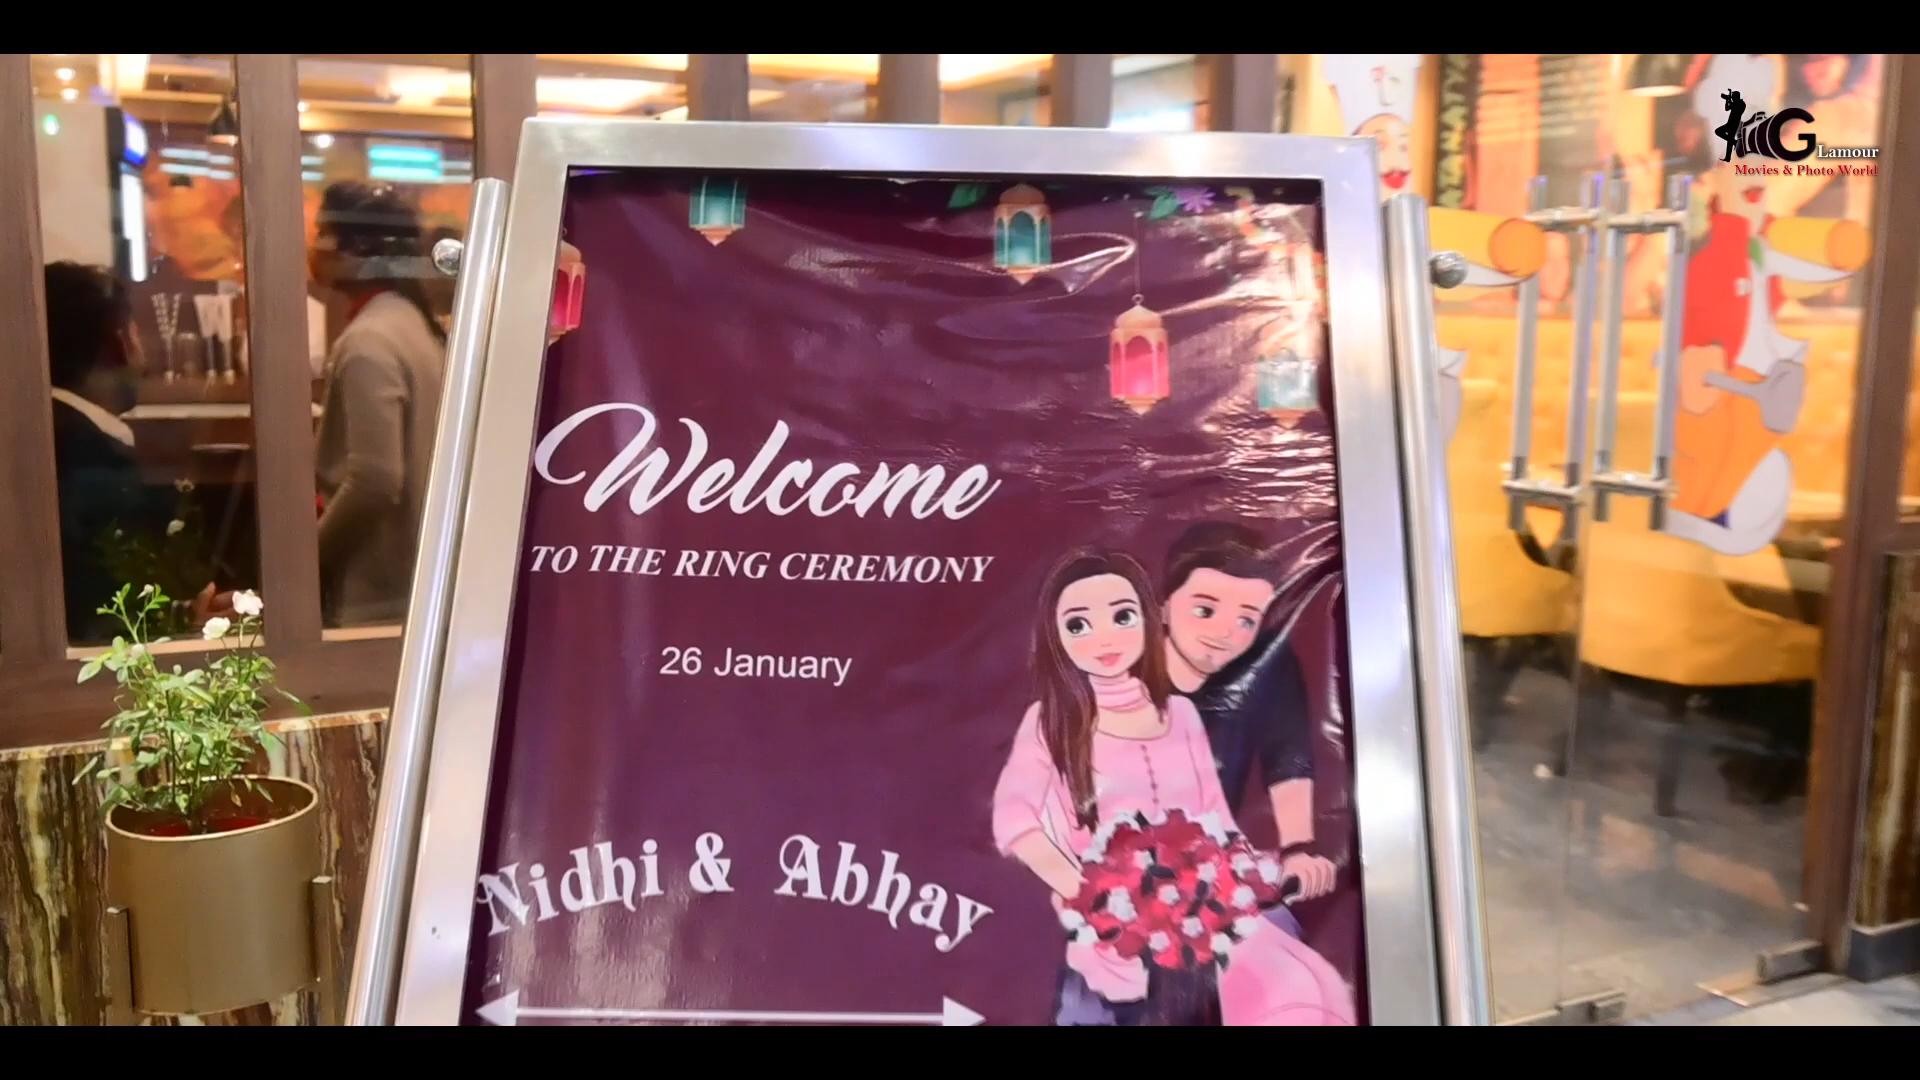 G
Lamour
Movies & Photo World
Welcome
TO THE RING CEREMONY
26 January
Nidhi & Abhay